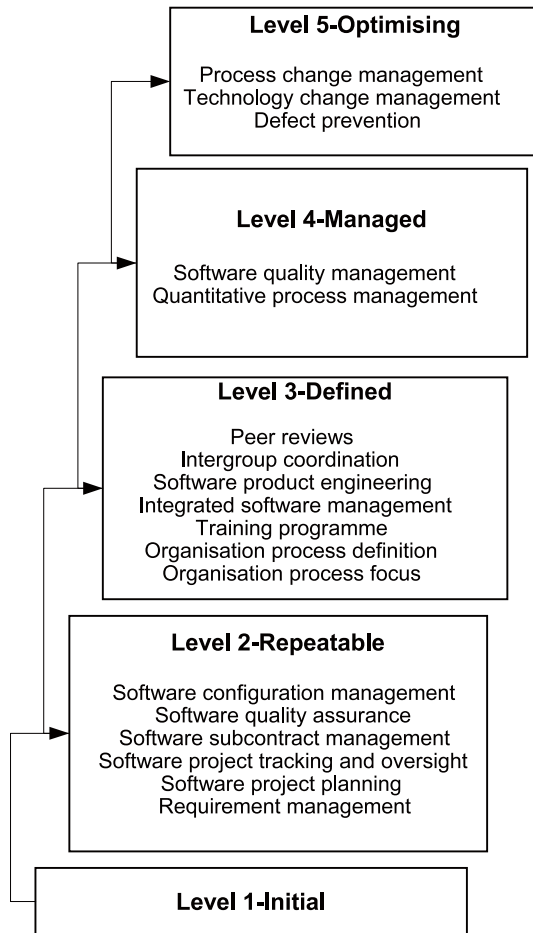 Level 5-Optimising
Process change management
Technology change management
Defect prevention
Level 4-Managed
Software quality management
Quantitative process management
Level 3-Defined
Peer reviews
Intergroup coordination
Software product engineering
Integrated software management
Training programme
Organisation process definition
Organisation process focus
Level 2-Repeatable
Software configuration management
Software quality assurance
Software subcontract management
Software project tracking and oversight
Software project planning
Requirement management
Level 1-Initial